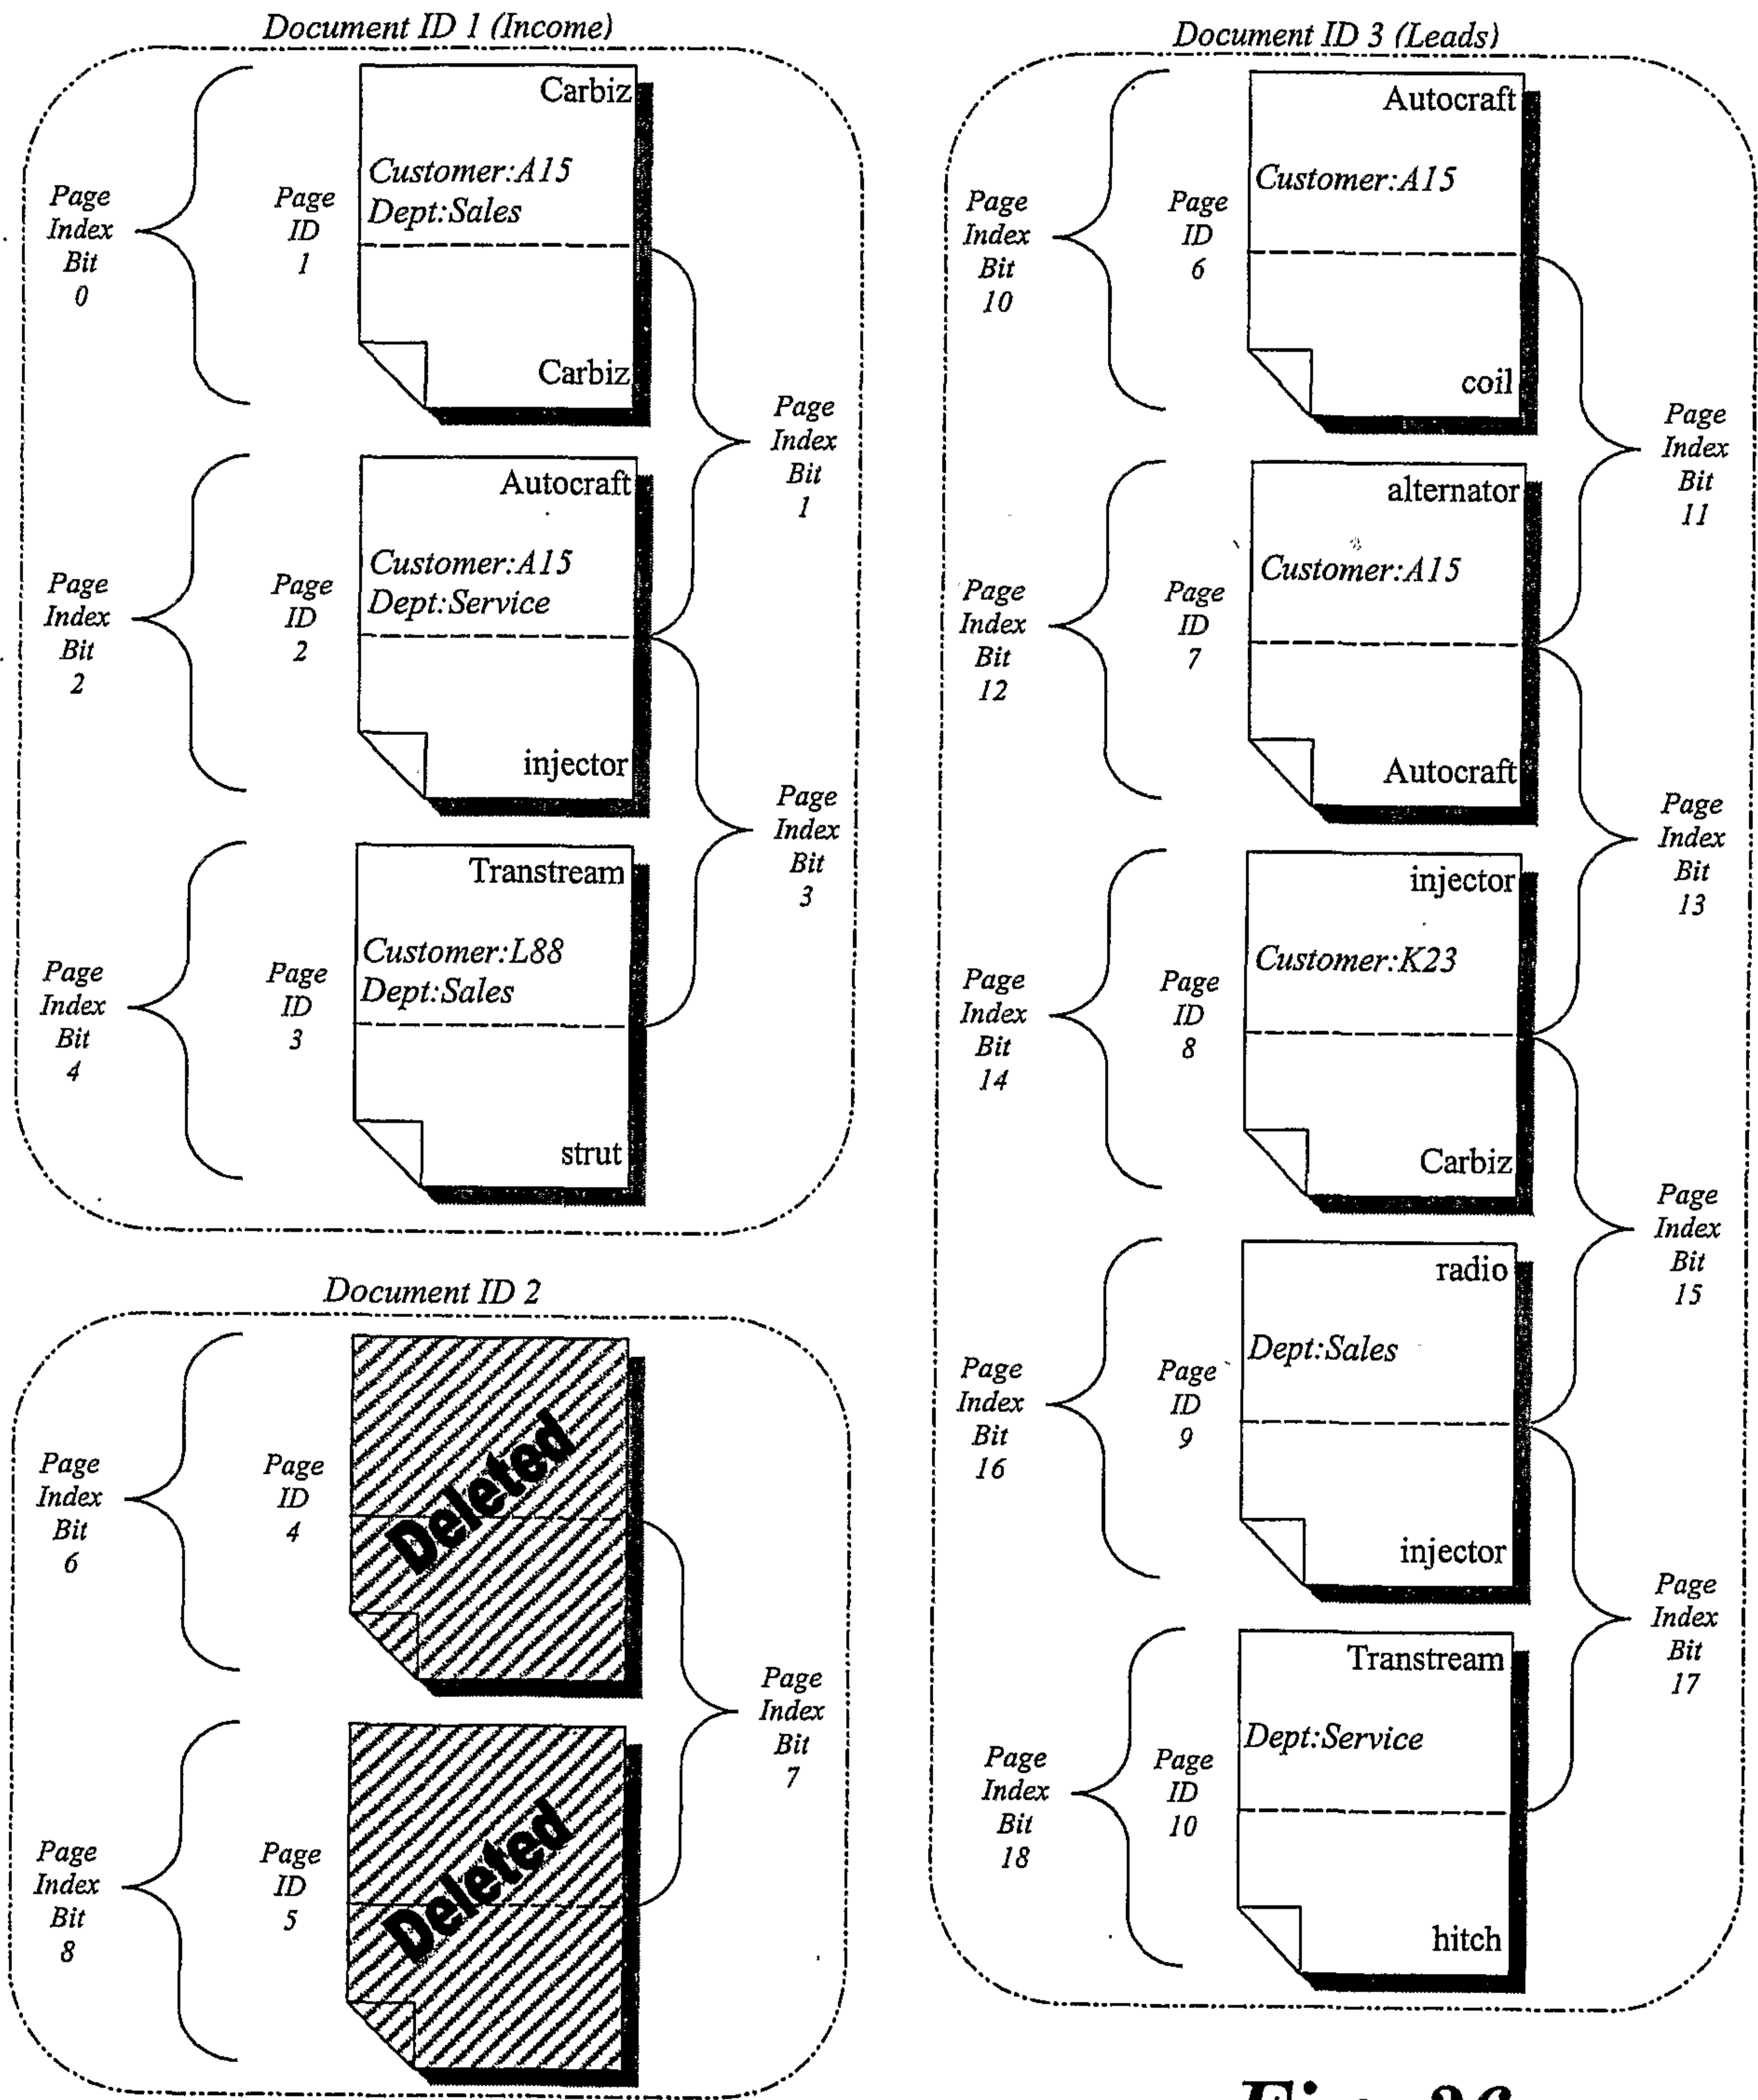 Document ID 1 (Income)
Page
Index
Bit
0
Page
ID
1
Carbiz
Customer:A15
Dept:Sales
Carbiz
Page
Index
Bit
1
Page
Index
Bit
2
Page
ID
2
Autocraft
Customer:A15
Dept:Service
injector
Page
Index
Bit
3
Page
Index
Bit
4
Page
ID
3
Transtream
Customer:L88
Dept:Sales
strut
Document ID 2
Page
Index
Bit
6
Page
ID
4
Deleted
Page
Index
Bit
7
Page
Index
Bit
8
Page
ID
5
Deleted
Document ID 3 (Leads)
Page
Index
Bit
10
Page
ID
6
Autocraft
Customer:A15
coil
Page
Index
Bit
11
Page
Index
Bit
12
Page
ID
7
alternator
Customer:A15
Autocraft
Page
Index
Bit
13
Page
Index
Bit
14
Page
ID
8
injector
Customer:K23
Carbiz
Page
Index
Bit
15
Page
Index
Bit
16
Page
ID
9
radio
Dept:Sales
injector
Page
Index
Bit
17
Page
Index
Bit
18
Page
ID
10
Transtream
Dept:Service
hitch